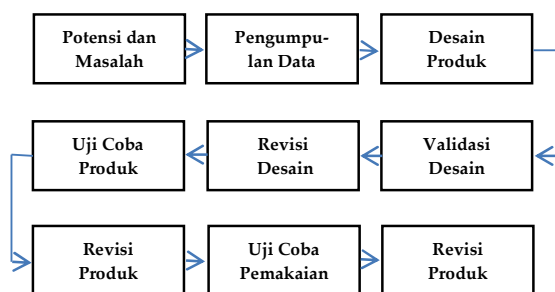 Potensi dan
Masalah
Pengumpu-
lan Data
Desain
Produk
Uji Coba
Produk
Revisi
Desain
Validasi
Desain
Revisi
Produk
Uji Coba
Pemakaian
Revisi
Produk